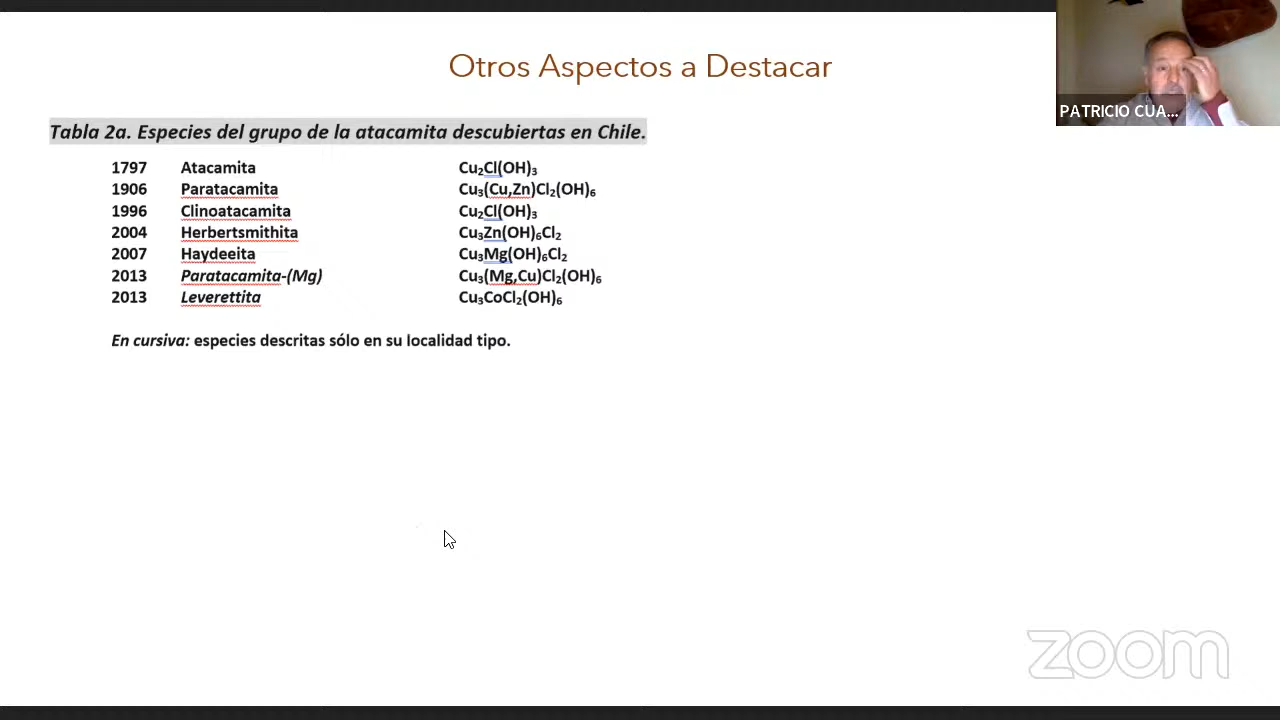 Otros Aspectos a Destacar
PATRICIO CUA...
Tabla 2a. Especies del grupo de la atacamita descubiertas en Chile.
1797 Atacamita Cu₂Cl(OH)₃
1906 Paratacamita Cu₃(Cu,Zn)Cl₂(OH)₆
1996 Clinoatacamita Cu₂Cl(OH)₃
2004 Herbertsmithita Cu₃Zn(OH)₆Cl₂
2007 Haydeeita Cu₃Mg(OH)₆Cl₂
2013 Paratacamita-(Mg) Cu₃(Mg,Cu)Cl₂(OH)₆
2013 Leverettita Cu₃CoCl₂(OH)₆
En cursiva: especies descritas sólo en su localidad tipo.
zoom